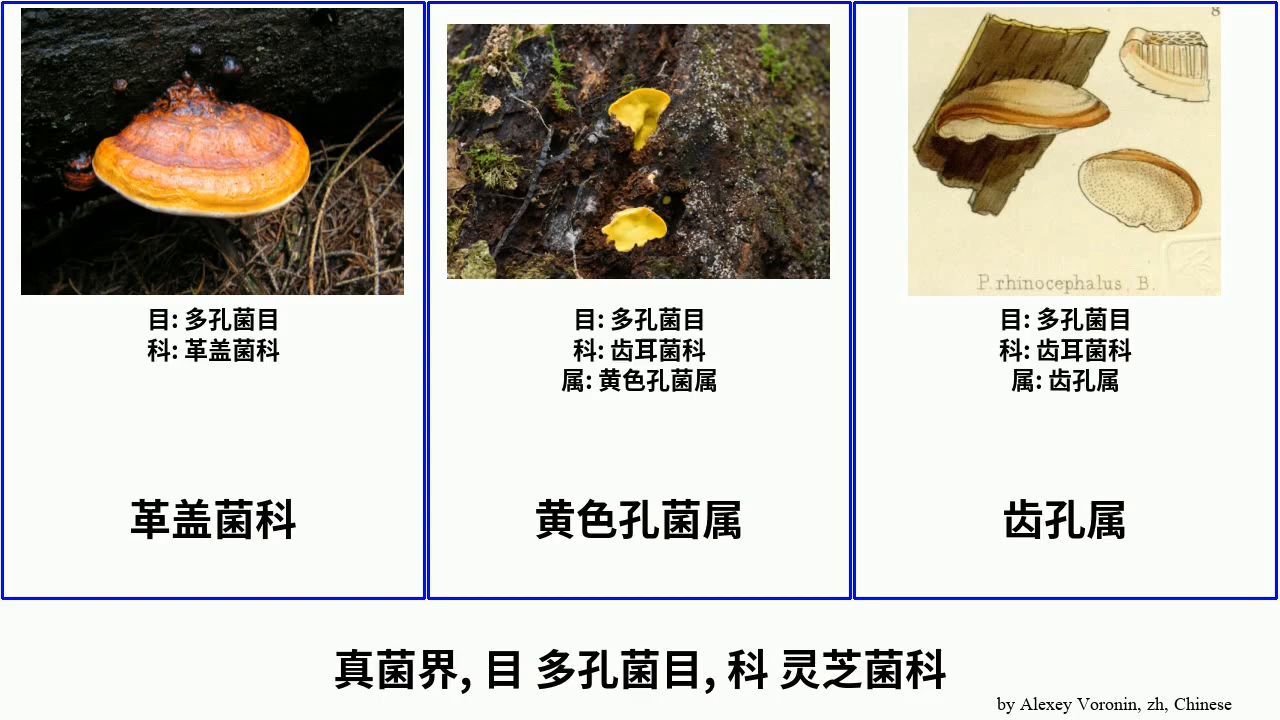 8
P. rhinocephalus, B.
目: 多孔菌目
科: 革盖菌科
革盖菌科
目: 多孔菌目
科: 齿耳菌科
属: 黄色孔菌属
黄色孔菌属
目: 多孔菌目
科: 齿耳菌科
属: 齿孔属
齿孔属
真菌界, 目 多孔菌目, 科 灵芝菌科
by Alexey Voronin, zh, Chinese